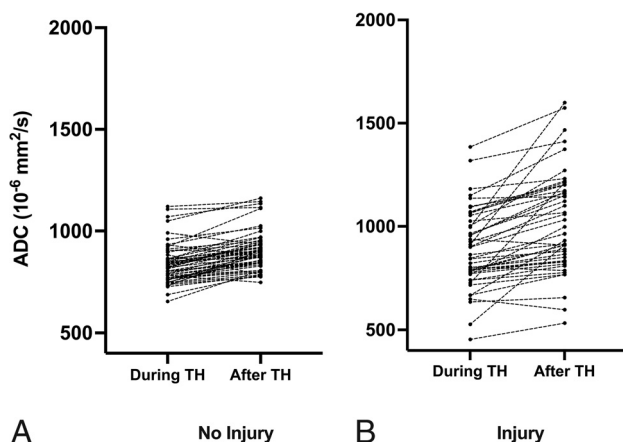 2000
1500
1000
500
ADC (10-6 mm2/s)
During TH After TH
A No Injury
2000
1500
1000
500
During TH After TH
B Injury